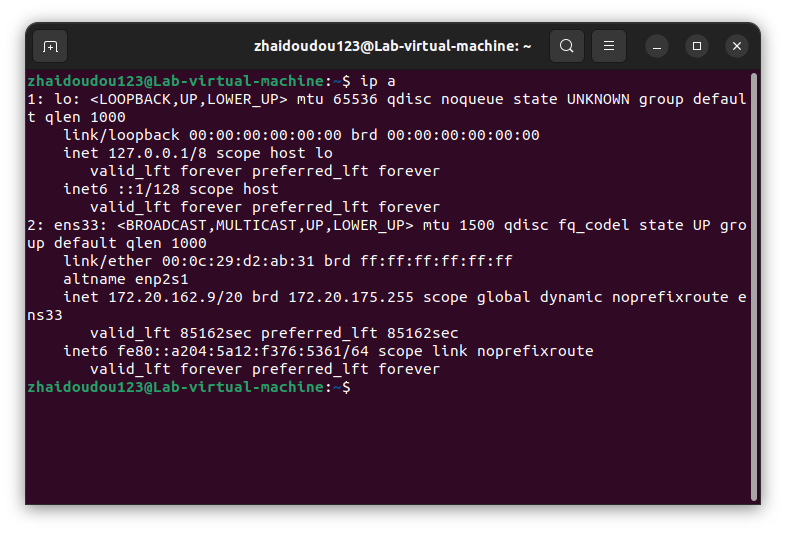 zhaidoudou123@Lab-virtual-machine: ~
zhaidoudou123@Lab-virtual-machine:~$ ip a
1: lo: <LOOPBACK,UP,LOWER_UP> mtu 65536 qdisc noqueue state UNKNOWN group defaul
t qlen 1000
    link/loopback 00:00:00:00:00:00 brd 00:00:00:00:00:00
    inet 127.0.0.1/8 scope host lo
       valid_lft forever preferred_lft forever
    inet6 ::1/128 scope host
       valid_lft forever preferred_lft forever
2: ens33: <BROADCAST,MULTICAST,UP,LOWER_UP> mtu 1500 qdisc fq_codel state UP gro
up default qlen 1000
    link/ether 00:0c:29:d2:ab:31 brd ff:ff:ff:ff:ff:ff
    altname enp2s1
    inet 172.20.162.9/20 brd 172.20.175.255 scope global dynamic noprefixroute e
ns33
       valid_lft 85162sec preferred_lft 85162sec
    inet6 fe80::a204:5a12:f376:5361/64 scope link noprefixroute
       valid_lft forever preferred_lft forever
zhaidoudou123@Lab-virtual-machine:~$